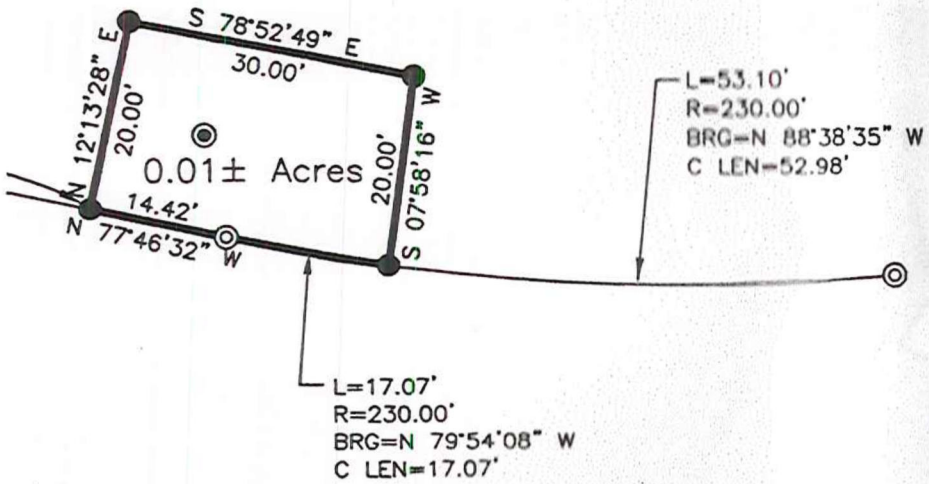 S 78°52'49" E
30.00'
N 12°13'28" E
20.00'
0.01± Acres
20.00'
S 07°58'16" W
14.42'
N 77°46'32" W
L=53.10'
R=230.00'
BRG=N 88°38'35" W
C LEN=52.98'
L=17.07'
R=230.00'
BRG=N 79°54'08" W
C LEN=17.07'